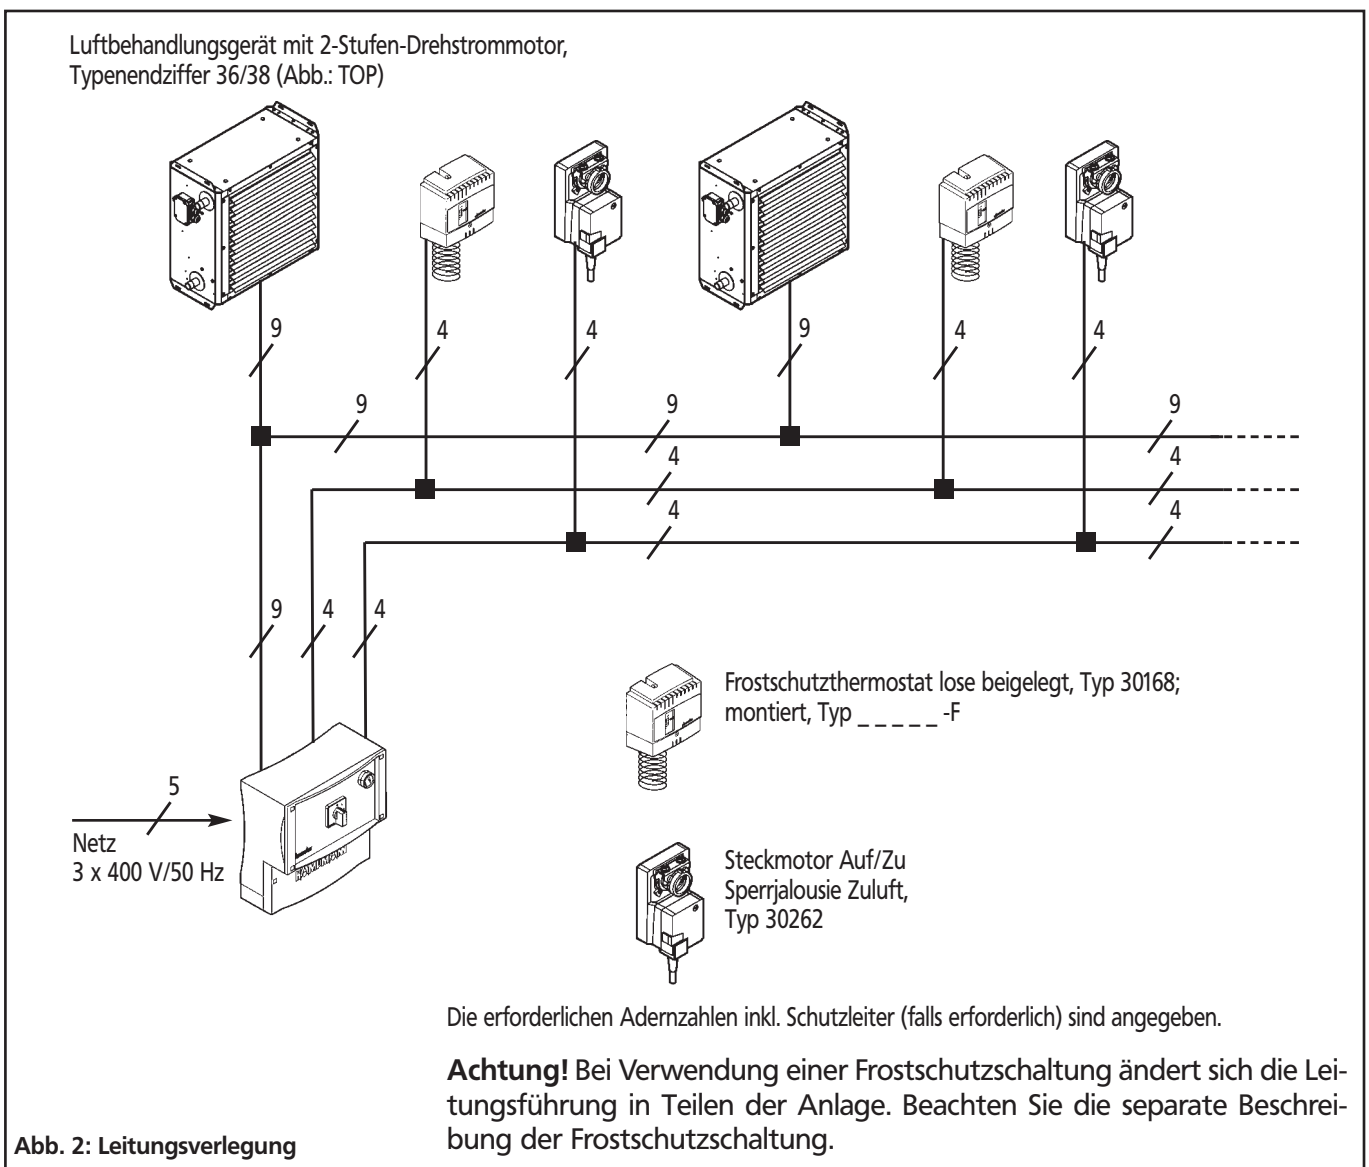 Luftbehandlungsgerät mit 2-Stufen-Drehstrommotor,
Typenendziffer 36/38 (Abb.: TOP)
9
4
4
9
4
4
9
9
9
4
4
4
4
9
4
4
Frostschutzthermostat lose beigelegt, Typ 30168;
montiert, Typ _ _ _ _ _ -F
5
Netz
3 x 400 V/50 Hz
Steckmotor Auf/Zu
Sperrjalousie Zuluft,
Typ 30262
Die erforderlichen Adernzahlen inkl. Schutzleiter (falls erforderlich) sind angegeben.
Achtung! Bei Verwendung einer Frostschutzschaltung ändert sich die Lei-
tungsführung in Teilen der Anlage. Beachten Sie die separate Beschrei-
bung der Frostschutzschaltung.
Abb. 2: Leitungsverlegung